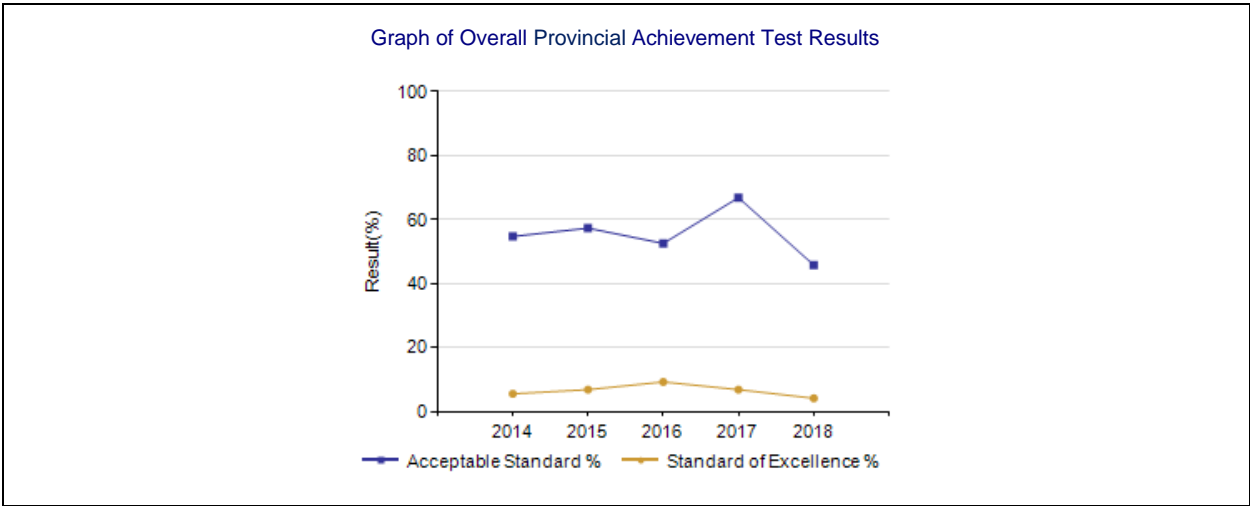 Graph of Overall Provincial Achievement Test Results
100
80
60
40
20
0
Result(%)
2014 2015 2016 2017 2018
Acceptable Standard % Standard of Excellence %